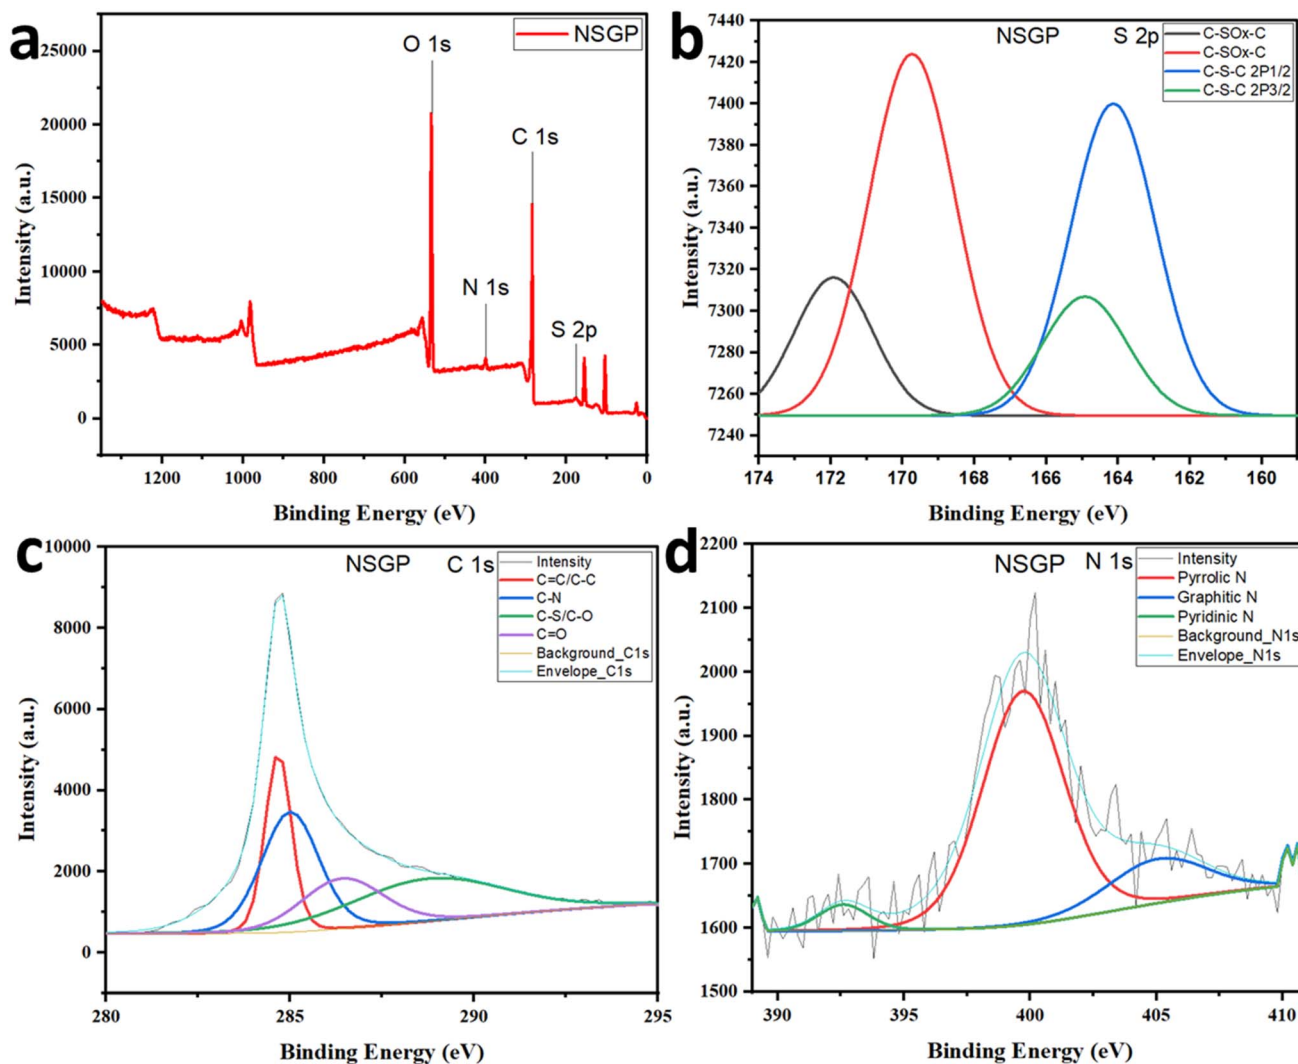 a
NSGP
O 1s
C 1s
N 1s
S 2p
25000
20000
15000
10000
5000
0
Intensity (a.u.)
1200 1000 800 600 400 200 0
Binding Energy (eV)
b
NSGP S 2p
C-SOx-C
C-SOx-C
C-S-C 2P1/2
C-S-C 2P3/2
7440
7420
7400
7380
7360
7340
7320
7300
7280
7260
7240
Intensity (a.u.)
174 172 170 168 166 164 162 160
Binding Energy (eV)
c
NSGP C 1s
Intensity
C=C/C-C
C-N
C-S/C-O
C=O
Background_C1s
Envelope_C1s
10000
8000
6000
4000
2000
0
Intensity (a.u.)
280 285 290 295
Binding Energy (eV)
d
NSGP N 1s
Intensity
Pyrrolic N
Graphitic N
Pyridinic N
Background_N1s
Envelope_N1s
2200
2100
2000
1900
1800
1700
1600
1500
Intensity (a.u.)
390 395 400 405 410
Binding Energy (eV)